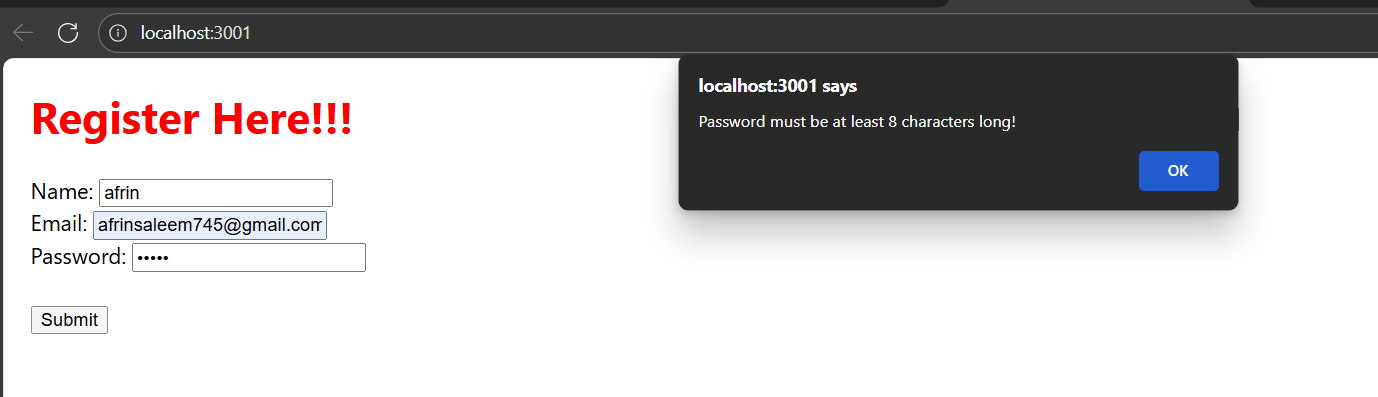 localhost:3001
localhost:3001 says
Password must be at least 8 characters long!
OK
Register Here!!!
Name: afrin
Email: afrinsaleem745@gmail.com
Password: •••••
Submit